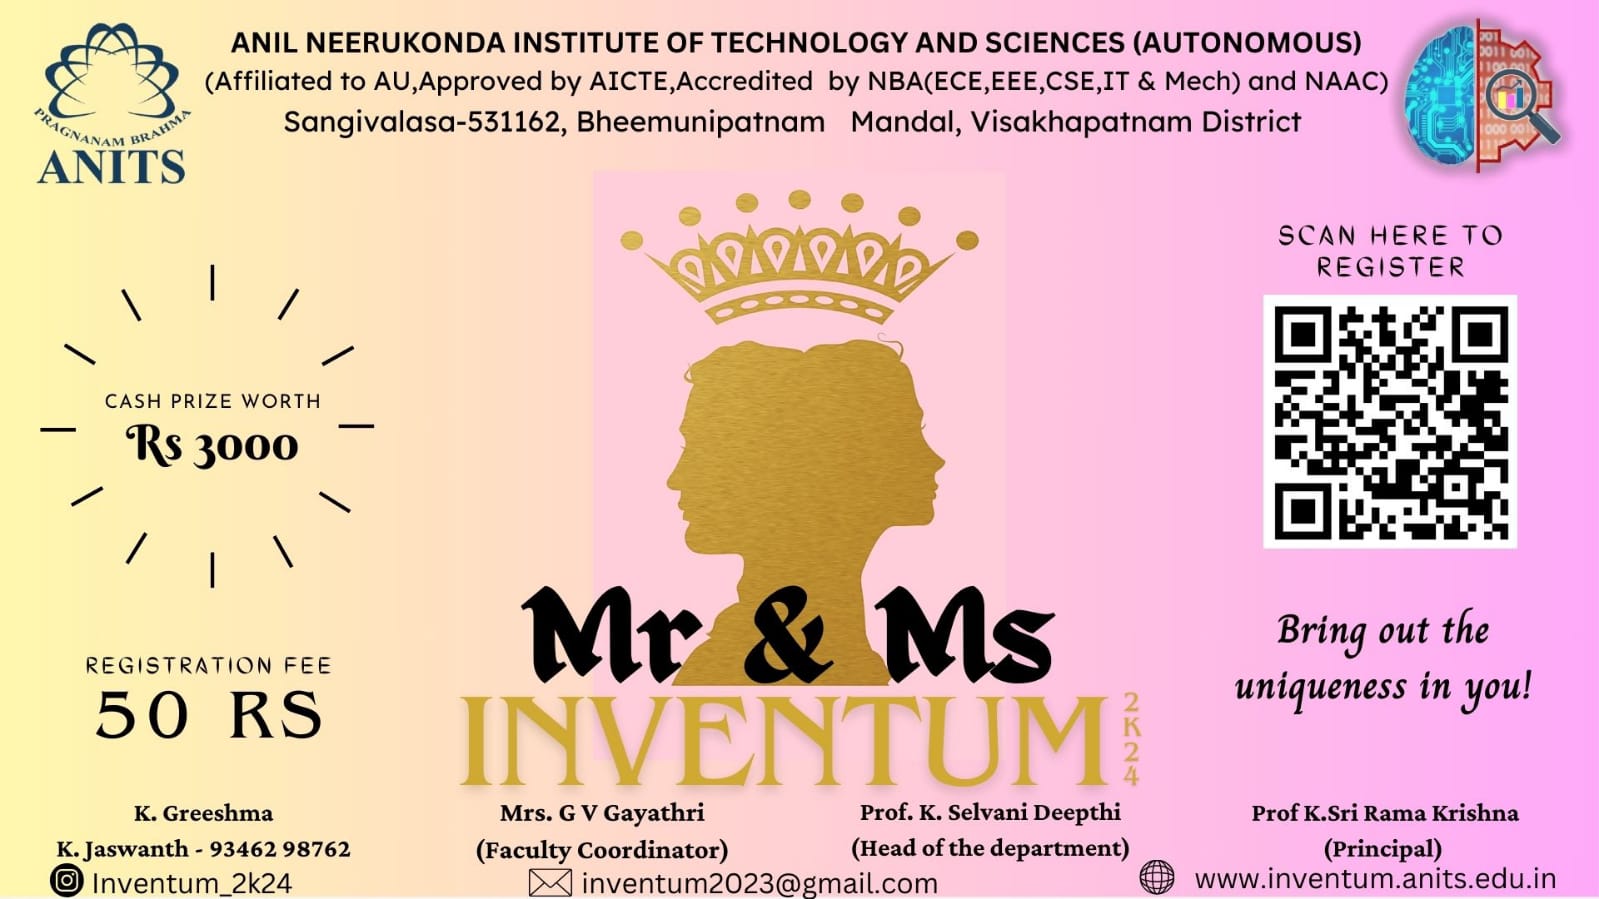 ANIL NEERUKONDA INSTITUTE OF TECHNOLOGY AND SCIENCES (AUTONOMOUS)
(Affiliated to AU,Approved by AICTE,Accredited by NBA(ECE,EEE,CSE,IT & Mech) and NAAC)
Sangivalasa-531162, Bheemunipatnam Mandal, Visakhapatnam District
PRAGNANAM BRAHMA
ANITS
SCAN HERE TO
REGISTER
CASH PRIZE WORTH
Rs 3000
Mr & Ms
INVENTUM
2K24
Bring out the
uniqueness in you!
REGISTRATION FEE
50 RS
K. Greeshma
K. Jaswanth - 93462 98762
Mrs. G V Gayathri
(Faculty Coordinator)
Prof. K. Selvani Deepthi
(Head of the department)
Prof K.Sri Rama Krishna
(Principal)
Inventum_2k24
inventum2023@gmail.com
www.inventum.anits.edu.in